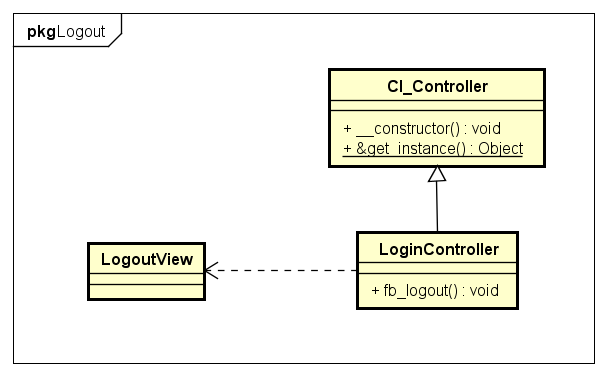 pkgLogout
CI_Controller
+ __constructor() : void
+ &get_instance() : Object
LogoutView
LoginController
+ fb_logout() : void